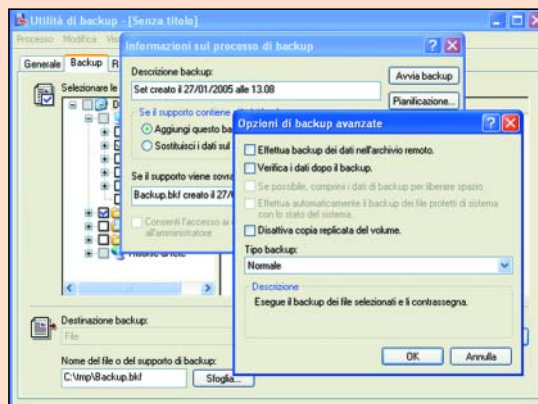 Utilità di backup - [Senza titolo]
Processo Modifica
Generale Backup
Selezionare le
Informazioni sul processo di backup
Descrizione backup:
Set creato il 27/01/2005 alle 13.08
Avvia backup
Pianificazione...
Se il supporto contiene
Aggiungi questo
Sostituisci i dati sul
Se il supporto viene
Backup.bkf creato il
Consenti l'accesso
all'amministratore
Opzioni di backup avanzate
Effettua backup dei dati nell'archivio remoto.
Verifica i dati dopo il backup.
Se possibile, comprimi i dati di backup per liberare spazio
Effettua automaticamente il backup dei file protetti di sistema
con lo stato del sistema.
Disattiva copia replicata del volume.
Tipo backup:
Normale
Descrizione
Esegue il backup dei file selezionati e li contrassegna.
OK Annulla
Destinazione backup:
File
Nome del file o del supporto di backup:
C:\tmp\Backup.bkf Sfoglia...